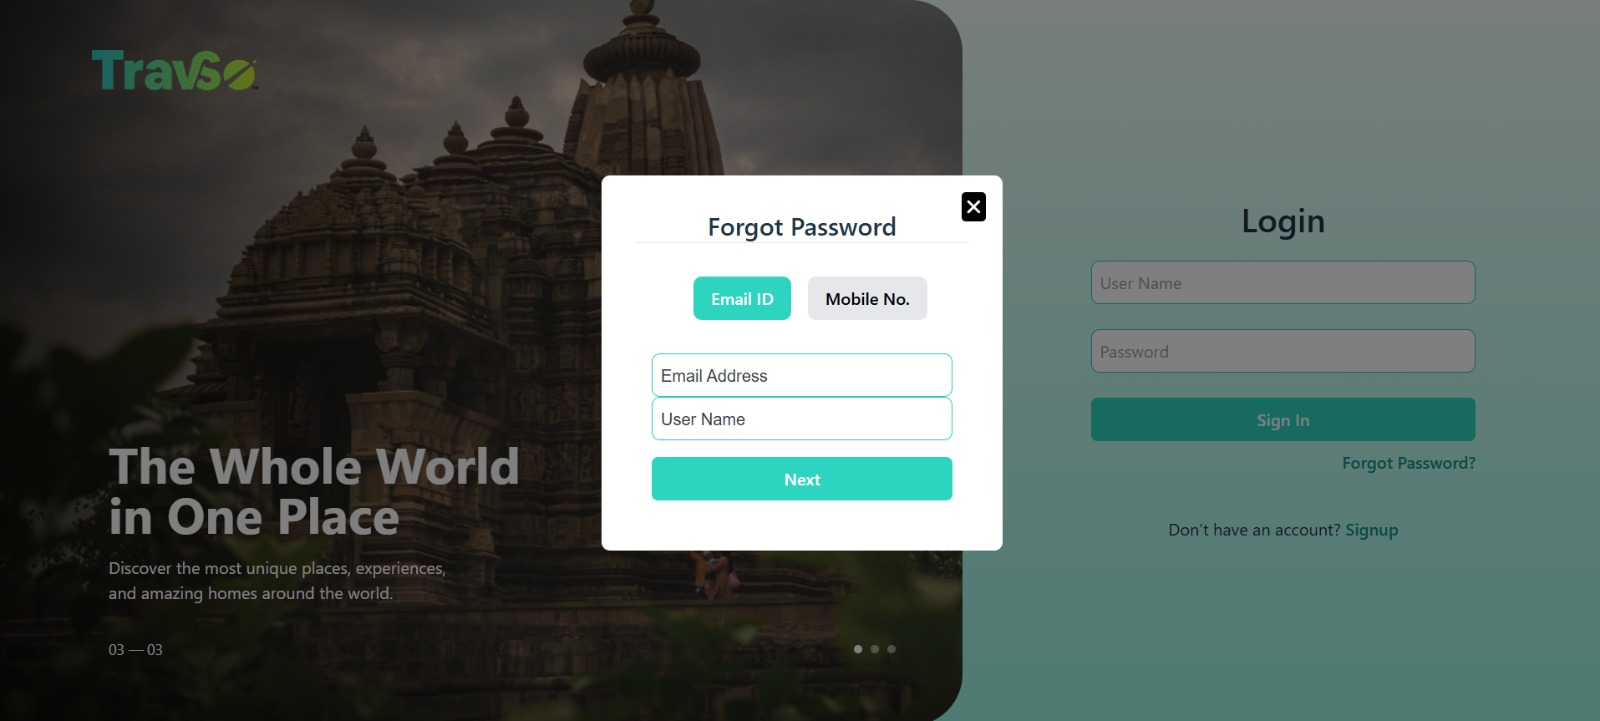 TravSo
The Whole World
in One Place
Discover the most unique places, experiences,
and amazing homes around the world.
03 — 03
Forgot Password
Email ID
Mobile No.
Email Address
User Name
Next
Login
User Name
Password
Sign In
Forgot Password?
Don't have an account? Signup